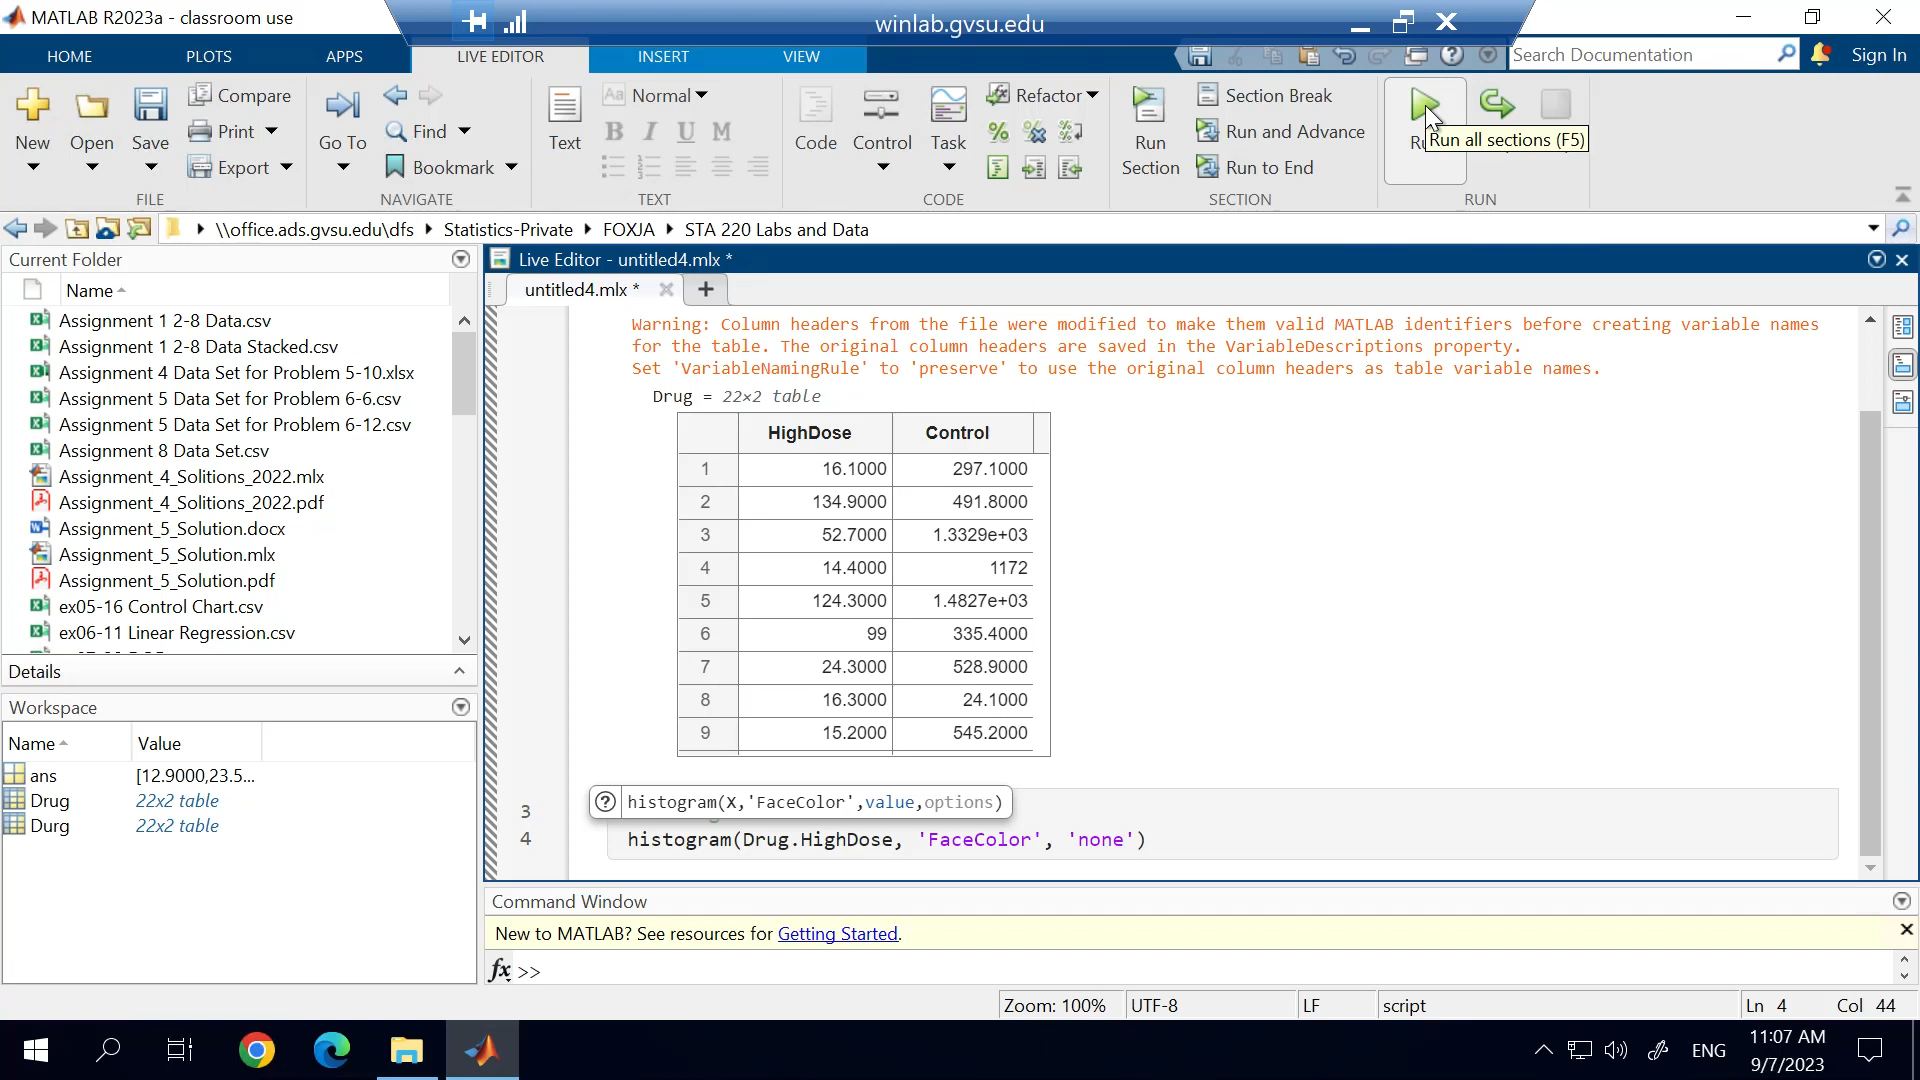 MATLAB R2023a - classroom use
winlab.gvsu.edu
HOME
PLOTS
APPS
LIVE EDITOR
INSERT
VIEW
Search Documentation
Sign In
New
Open
Save
Compare
Print
Export
FILE
Go To
Find
Bookmark
NAVIGATE
Text
Aa Normal
B I U M
TEXT
Code
Control
Task
Refactor
CODE
Run
Section
Section Break
Run and Advance
Run to End
SECTION
Run all sections (F5)
RUN
\\office.ads.gvsu.edu\dfs
Statistics-Private
FOXJA
STA 220 Labs and Data
Current Folder
Name
Assignment 1 2-8 Data.csv
Assignment 1 2-8 Data Stacked.csv
Assignment 4 Data Set for Problem 5-10.xlsx
Assignment 5 Data Set for Problem 6-6.csv
Assignment 5 Data Set for Problem 6-12.csv
Assignment 8 Data Set.csv
Assignment_4_Solitions_2022.mlx
Assignment_4_Solitions_2022.pdf
Assignment_5_Solution.docx
Assignment_5_Solution.mlx
Assignment_5_Solution.pdf
ex05-16 Control Chart.csv
ex06-11 Linear Regression.csv
Details
Workspace
Name Value
ans [12.9000,23.5...
Drug 22x2 table
Durg 22x2 table
Live Editor - untitled4.mlx *
untitled4.mlx *
Warning: Column headers from the file were modified to make them valid MATLAB identifiers before creating variable names
for the table. The original column headers are saved in the VariableDescriptions property.
Set 'VariableNamingRule' to 'preserve' to use the original column headers as table variable names.
Drug = 22×2 table
HighDose Control
1 16.1000 297.1000
2 134.9000 491.8000
3 52.7000 1.3329e+03
4 14.4000 1172
5 124.3000 1.4827e+03
6 99 335.4000
7 24.3000 528.9000
8 16.3000 24.1000
9 15.2000 545.2000
3
histogram(X,'FaceColor',value,options)
4 histogram(Drug.HighDose, 'FaceColor', 'none')
Command Window
New to MATLAB? See resources for Getting Started.
fx >>
Zoom: 100%
UTF-8
LF
script
Ln 4 Col 44
ENG
11:07 AM
9/7/2023